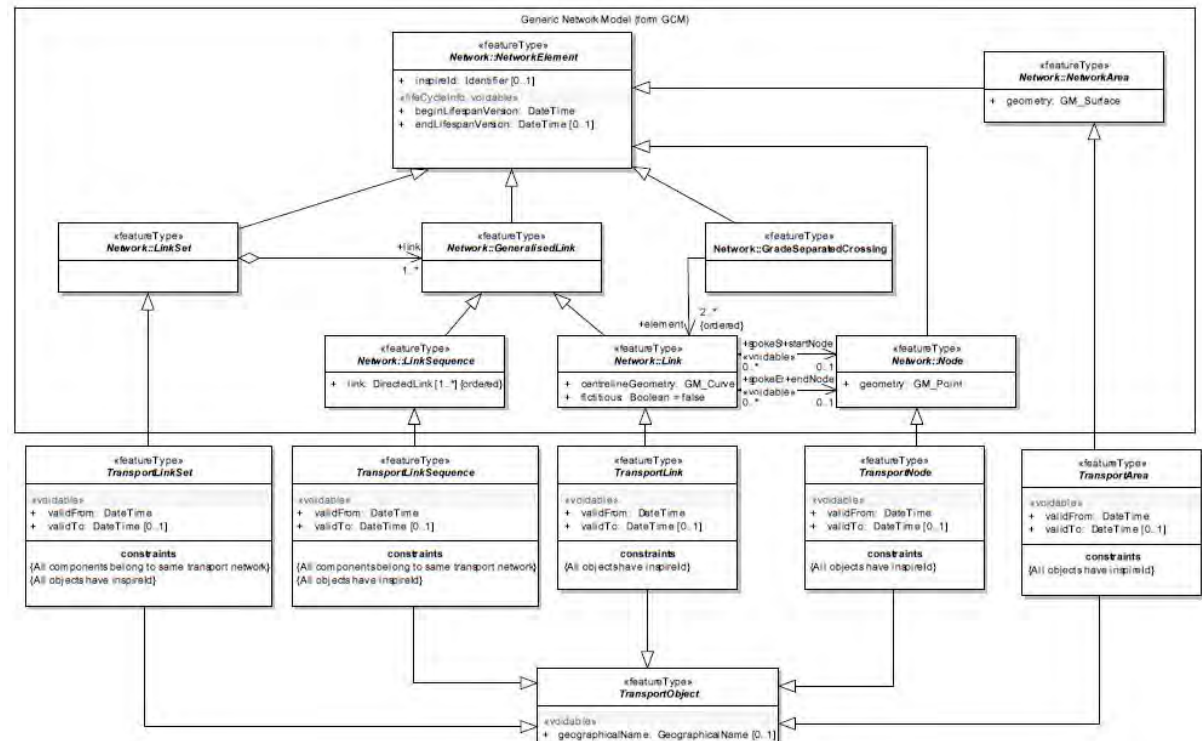 Generic Network Model (form GCM)
«featureType»
Network::NetworkElement
+ inspireId: Identifier [0..1]
«lifeCycleInfo, voidable»
+ beginLifespanVersion: DateTime
+ endLifespanVersion: DateTime [0..1]
«featureType»
Network::NetworkArea
+ geometry: GM_Surface
«featureType»
Network::LinkSet
+link
1..*
«featureType»
Network::GeneralisedLink
«featureType»
Network::GradeSeparatedCrossing
+element
2..*
{ordered}
«featureType»
Network::LinkSequence
+ link: DirectedLink [1..*] {ordered}
«featureType»
Network::Link
+ centrelineGeometry: GM_Curve
+ fictitious: Boolean = false
+spokeS +startNode
«voidable»
0..* 0..1
+spokeE +endNode
«voidable»
0..* 0..1
«featureType»
Network::Node
+ geometry: GM_Point
«featureType»
TransportLinkSet
«voidable»
+ validFrom: DateTime
+ validTo: DateTime [0..1]
constraints
{All components belong to same transport network}
{All objects have inspireId}
«featureType»
TransportLinkSequence
«voidable»
+ validFrom: DateTime
+ validTo: DateTime [0..1]
constraints
{All components belong to same transport network}
{All objects have inspireId}
«featureType»
TransportLink
«voidable»
+ validFrom: DateTime
+ validTo: DateTime [0..1]
constraints
{All objects have inspireId}
«featureType»
TransportNode
«voidable»
+ validFrom: DateTime
+ validTo: DateTime [0..1]
constraints
{All objects have inspireId}
«featureType»
TransportArea
«voidable»
+ validFrom: DateTime
+ validTo: DateTime [0..1]
constraints
{All objects have inspireId}
«featureType»
TransportObject
«voidable»
+ geographicalName: GeographicalName [0..1]